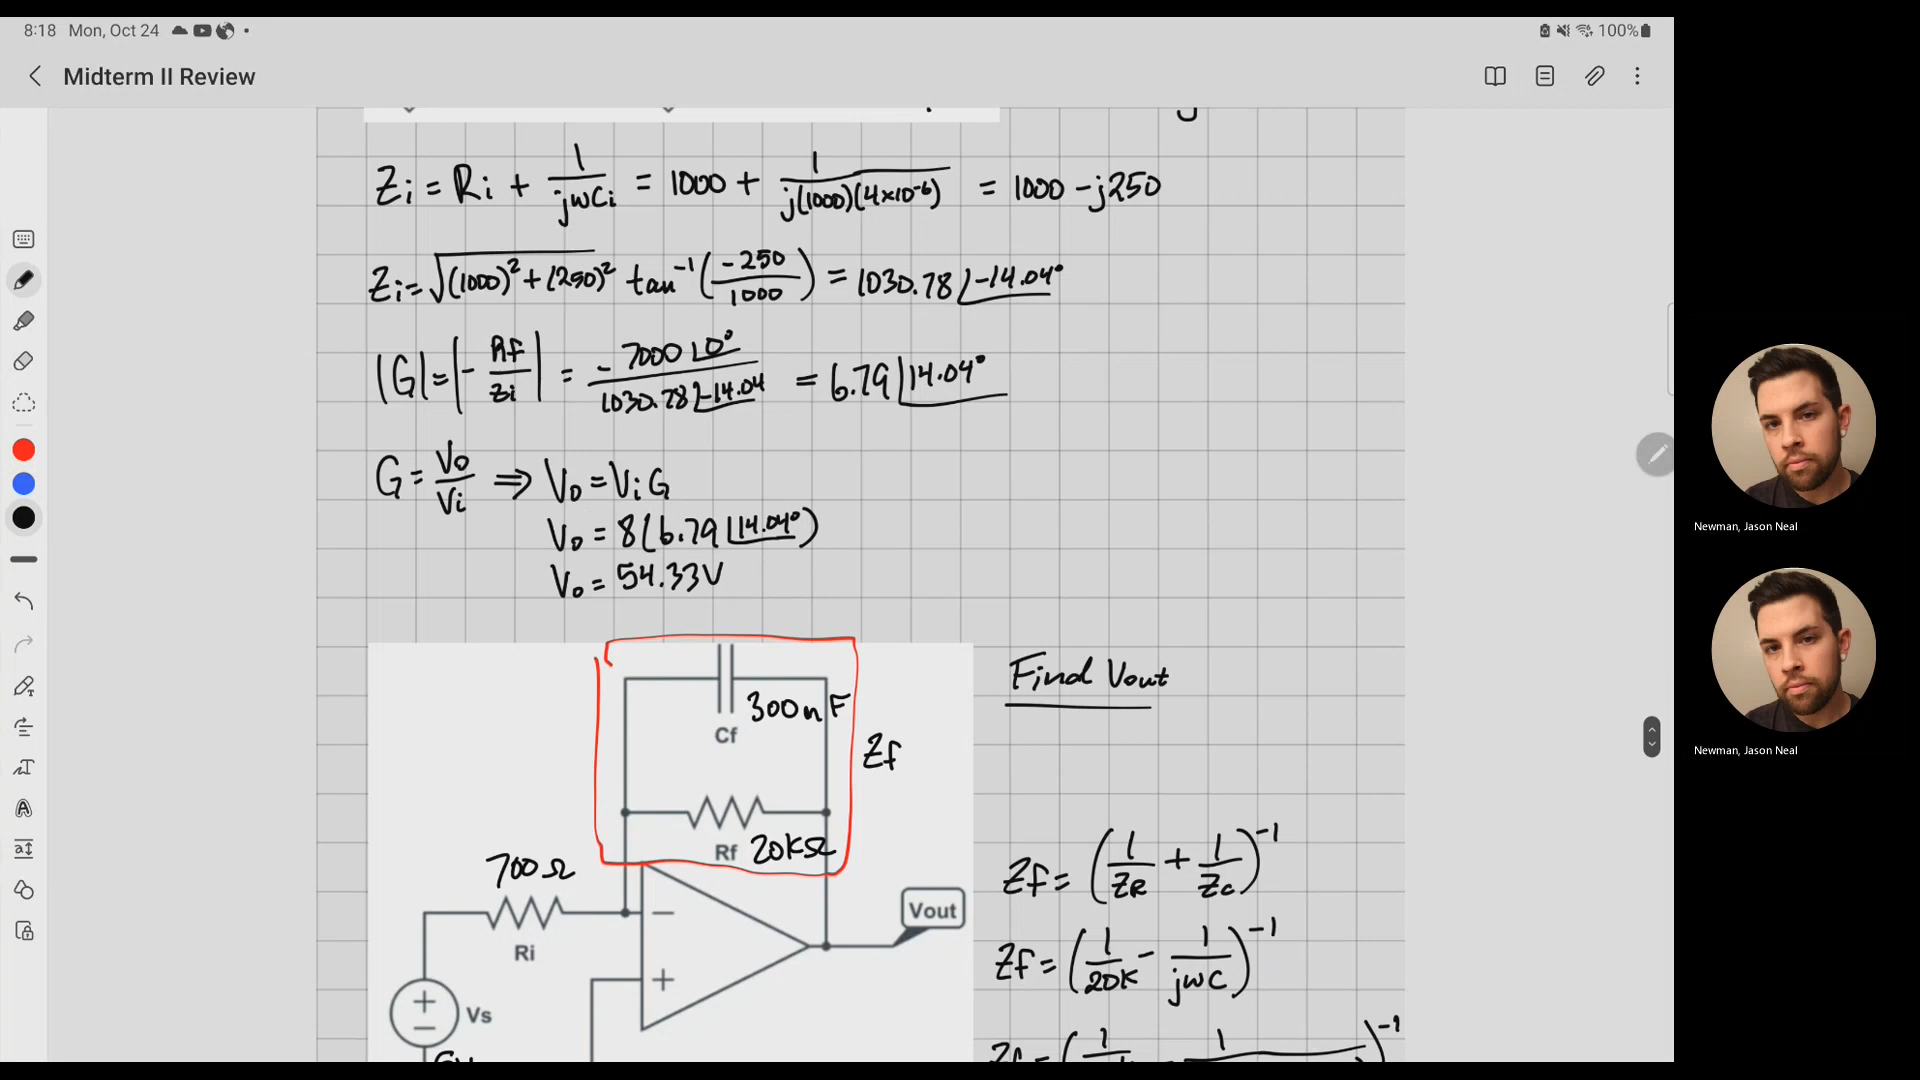 8:18 Mon, Oct 24
100%
Midterm II Review
Zi = Ri + 1/jwCi = 1000 + 1/j(1000)(4x10^-6) = 1000 - j250
Zi = √(1000)² + (250)² tan^-1(-250/1000) = 1030.78 ∠-14.04°
|G| = |- Rf/Zi| = - 7000∠0°/1030.78∠-14.04 = 6.79∠14.04°
G = Vo/Vi ⇒ Vo = ViG
Vo = 8(6.79∠14.04°)
Vo = 54.33V
Find Vout
300nF
Cf
Zf
Rf 20KΩ
700Ω
Ri
Vout
Vs
Zf = (1/ZR + 1/Zc)^-1
Zf = (1/20K - 1/jwC)^-1
Newman, Jason Neal
Newman, Jason Neal